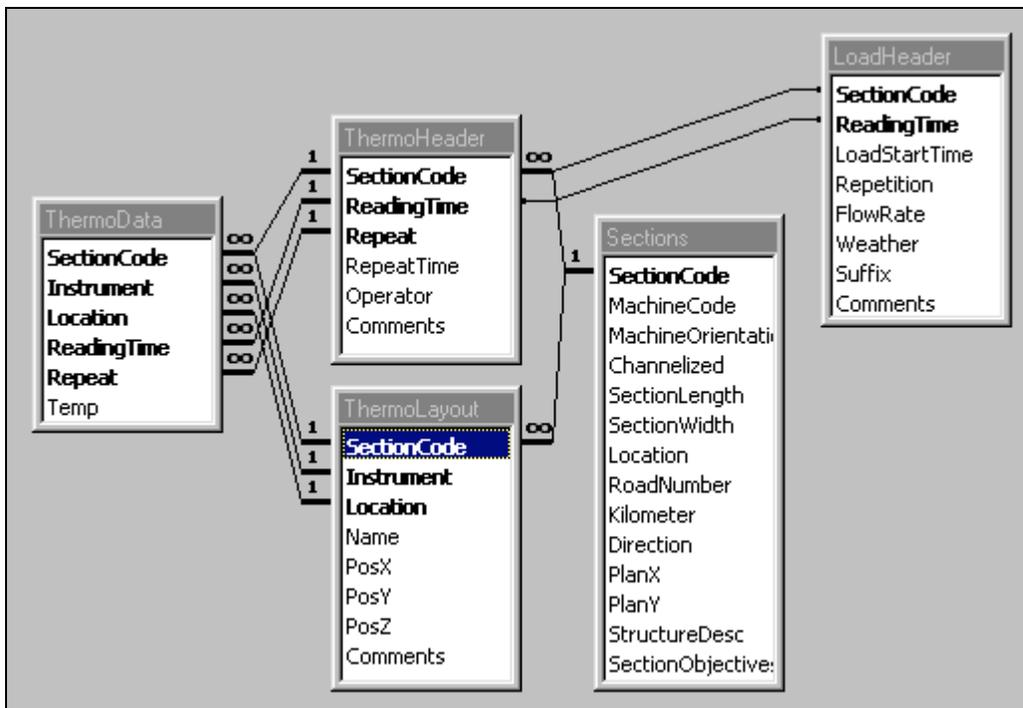 ThermoData
SectionCode
Instrument
Location
ReadingTime
Repeat
Temp
∞
∞
∞
∞
∞
1
1
1
ThermoHeader
SectionCode
ReadingTime
Repeat
RepeatTime
Operator
Comments
∞
1
1
1
ThermoLayout
SectionCode
Instrument
Location
Name
PosX
PosY
PosZ
Comments
∞
1
Sections
SectionCode
MachineCode
MachineOrientati
Channelized
SectionLength
SectionWidth
Location
RoadNumber
Kilometer
Direction
PlanX
PlanY
StructureDesc
SectionObjectives
LoadHeader
SectionCode
ReadingTime
LoadStartTime
Repetition
FlowRate
Weather
Suffix
Comments